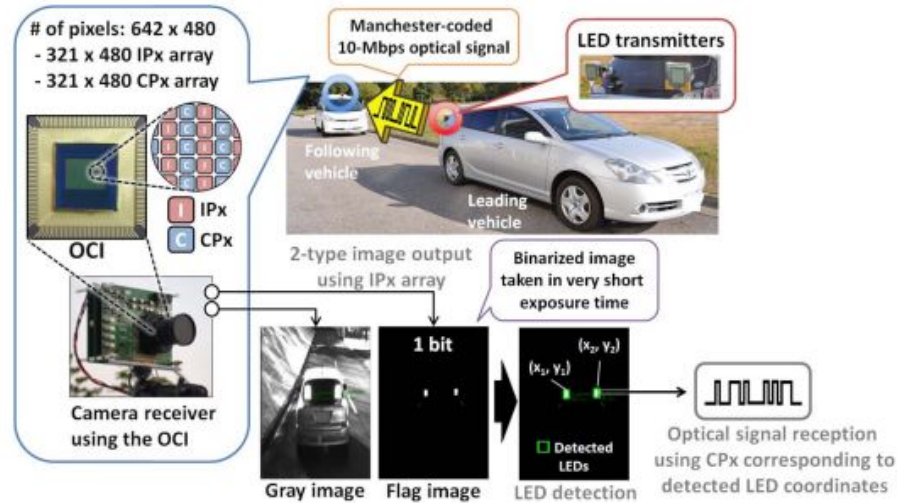 # of pixels: 642 x 480
- 321 x 480 IPx array
- 321 x 480 CPx array
I
IPx
C
CPx
OCI
Camera receiver
using the OCI
Manchester-coded
10-Mbps optical signal
LED transmitters
Following
vehicle
Leading
vehicle
2-type image output
using IPx array
Binarized image
taken in very short
exposure time
1 bit
(x₁, y₁)
(x₂, y₂)
Detected
LEDs
Gray image
Flag image
LED detection
Optical signal reception
using CPx corresponding to
detected LED coordinates